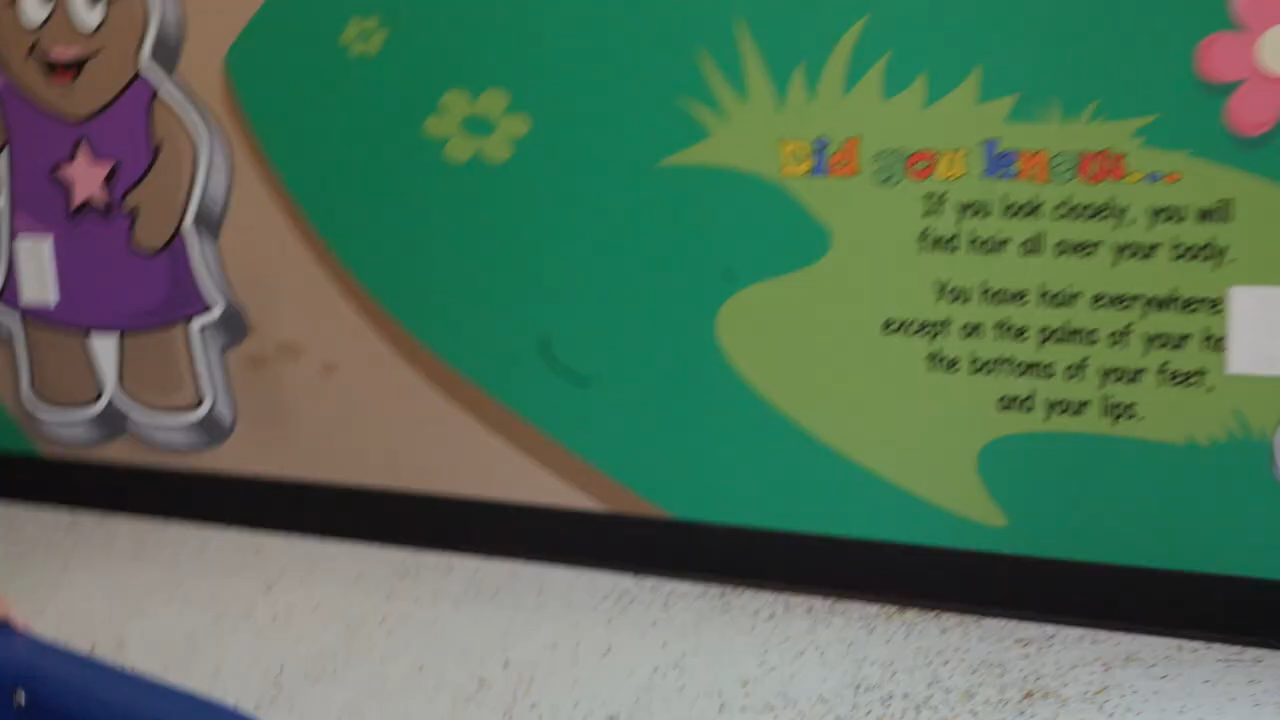 Did you know...
If you look closely, you will
find hair all over your body.
You have hair everywhere
except on the palms of your
the bottoms of your feet,
and your lips.